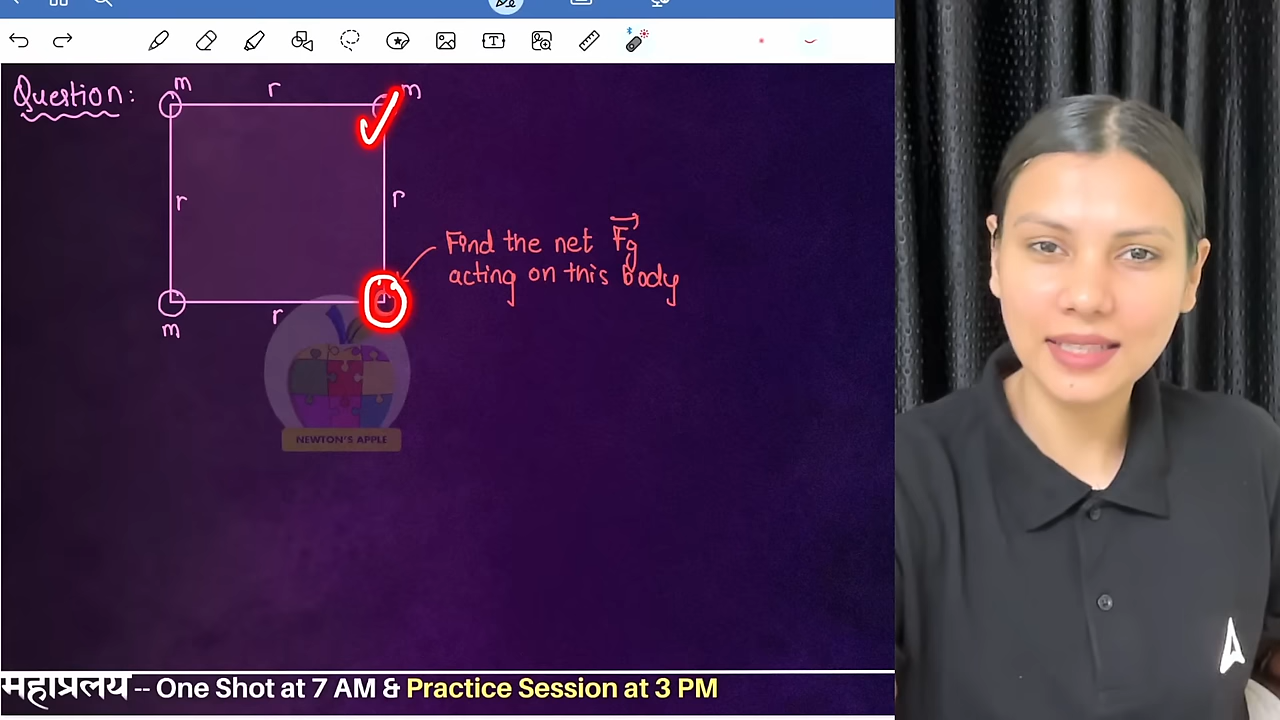 Question:
m
r
m
r
r
Find the net Fg
acting on this body
r
m
NEWTON'S APPLE
महाप्रलय -- One Shot at 7 AM & Practice Session at 3 PM